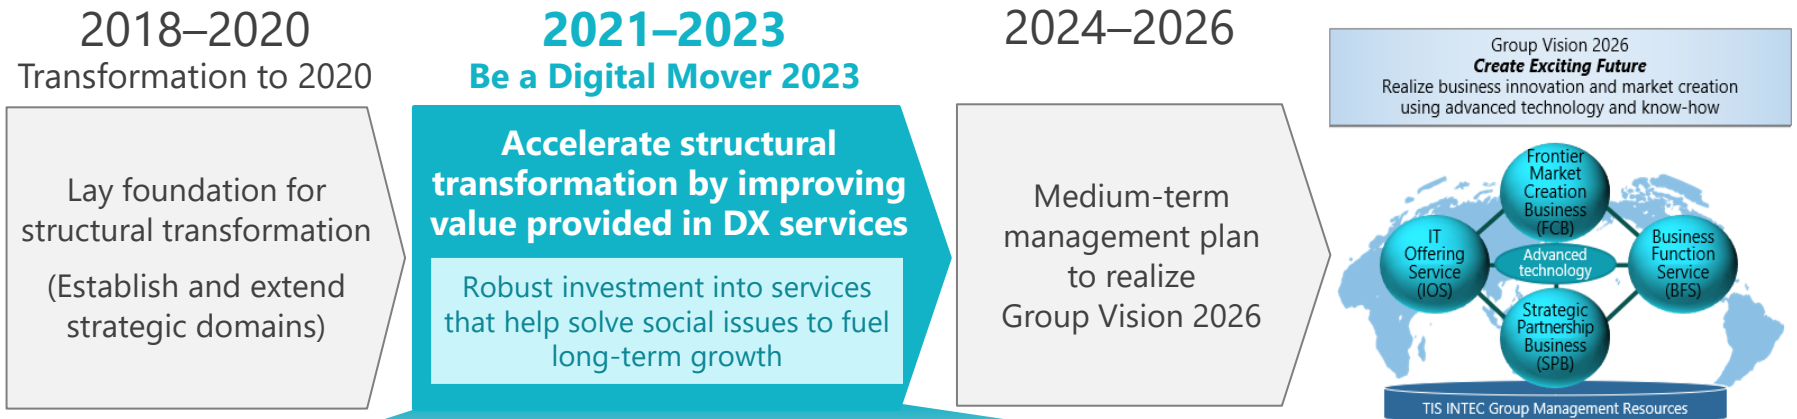 2018–2020
Transformation to 2020
Lay foundation for
structural transformation
(Establish and extend
strategic domains)
2021–2023
Be a Digital Mover 2023
Accelerate structural
transformation by improving
value provided in DX services
Robust investment into services
that help solve social issues to fuel
long-term growth
2024–2026
Medium-term
management plan
to realize
Group Vision 2026
Group Vision 2026
Create Exciting Future
Realize business innovation and market creation
using advanced technology and know-how
Frontier
Market
Creation
Business
(FCB)
IT
Offering
Service
(IOS)
Advanced
technology
Business
Function
Service
(BFS)
Strategic
Partnership
Business
(SPB)
TIS INTEC Group Management Resources